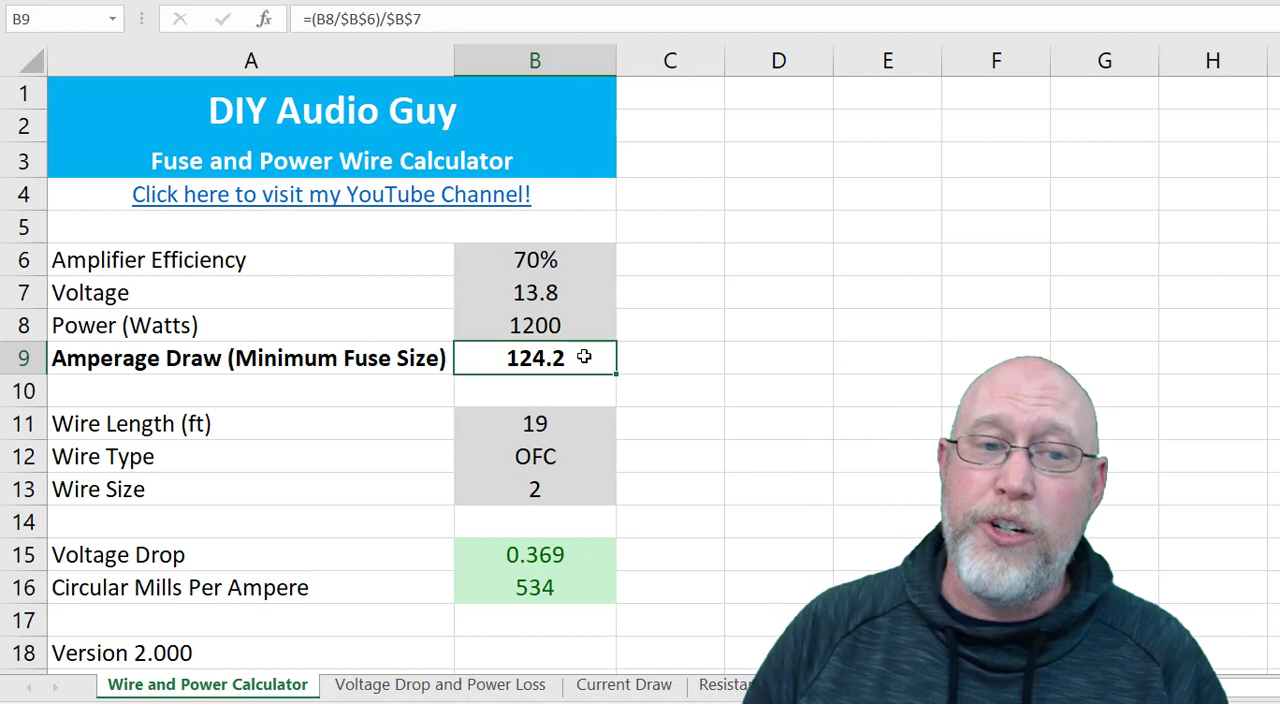 B9
fx
=(B8/$B$6)/$B$7
A B C D E F G H
1
2
DIY Audio Guy
3 Fuse and Power Wire Calculator
4 Click here to visit my YouTube Channel!
5
6 Amplifier Efficiency 70%
7 Voltage 13.8
8 Power (Watts) 1200
9 Amperage Draw (Minimum Fuse Size) 124.2
10
11 Wire Length (ft) 19
12 Wire Type OFC
13 Wire Size 2
14
15 Voltage Drop 0.369
16 Circular Mills Per Ampere 534
17
18 Version 2.000
Wire and Power Calculator Voltage Drop and Power Loss Current Draw